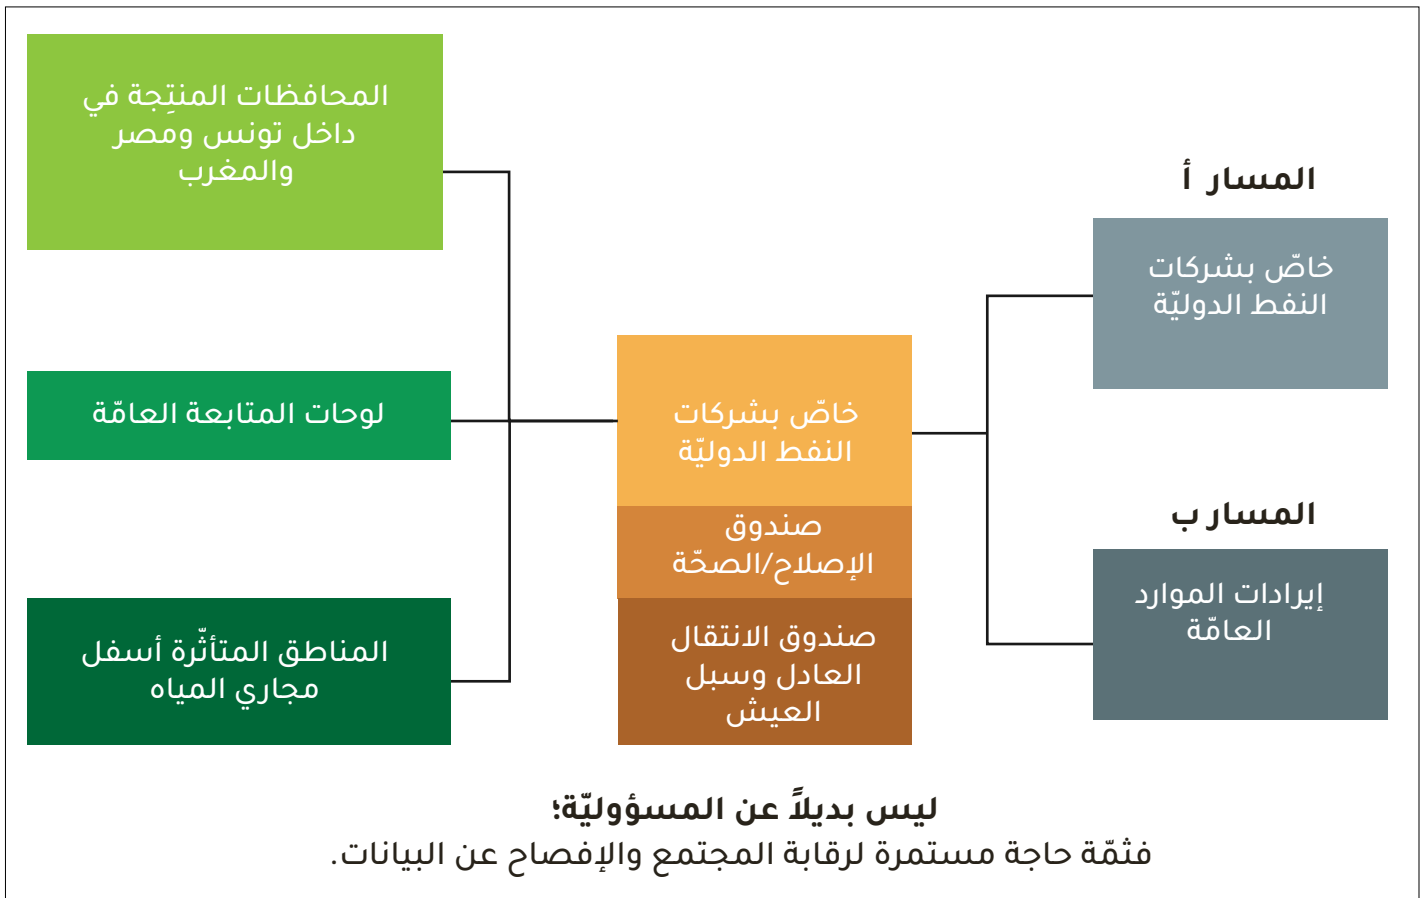 المسار أ
خاصّ بشركات
النفط الدوليّة
المسار ب
إيرادات الموارد
العامّة
خاصّ بشركات
النفط الدوليّة
صندوق
الإصلاح/الصحّة
صندوق الانتقال
العادل وسبل
العيش
المحافظات المنتِجة في
داخل تونس ومصر
والمغرب
لوحات المتابعة العامّة
المناطق المتأثّرة أسفل
مجاري المياه
ليس بديلاً عن المسؤوليّة؛
فثمّة حاجة مستمرة لرقابة المجتمع والإفصاح عن البيانات.